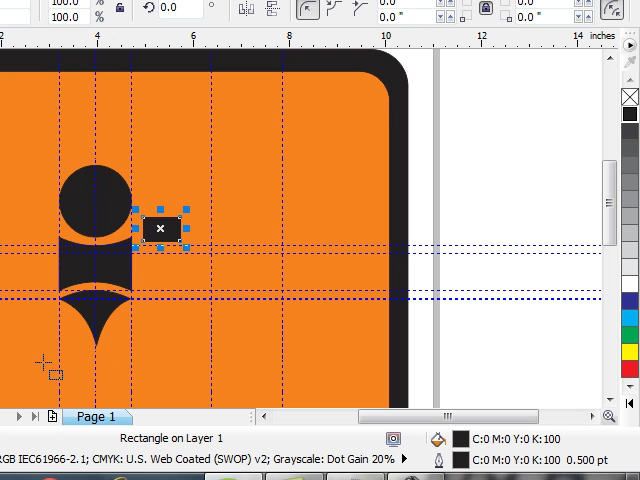 100.0 % 0.0 ° 0.0 " 0.0 "
100.0 % 0.0 " 0.0 "
2 4 6 8 10 12 14 inches
Page 1
Rectangle on Layer 1 C:0 M:0 Y:0 K:100
RGB IEC61966-2.1; CMYK: U.S. Web Coated (SWOP) v2; Grayscale: Dot Gain 20% C:0 M:0 Y:0 K:100 0.500 pt